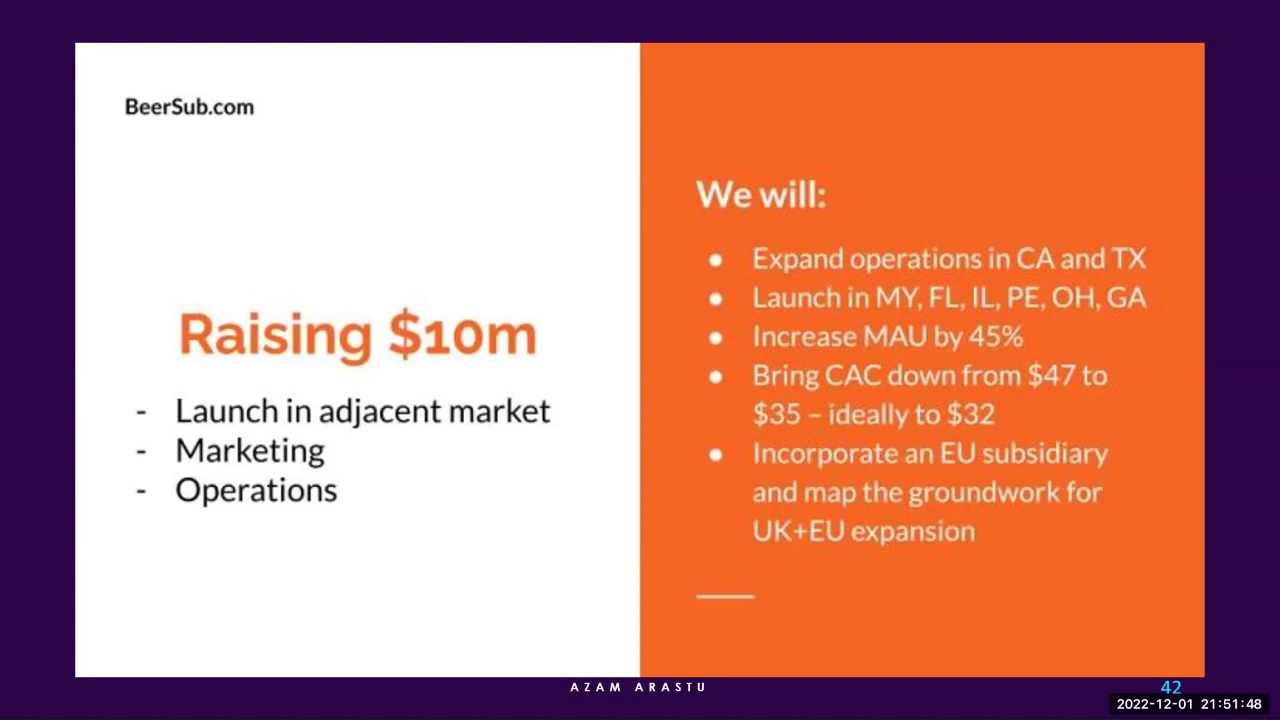 BeerSub.com
Raising $10m
- Launch in adjacent market
- Marketing
- Operations
We will:
● Expand operations in CA and TX
● Launch in MY, FL, IL, PE, OH, GA
● Increase MAU by 45%
● Bring CAC down from $47 to
$35 – ideally to $32
● Incorporate an EU subsidiary
and map the groundwork for
UK+EU expansion
AZAM ARASTU
42
2022-12-01 21:51:48